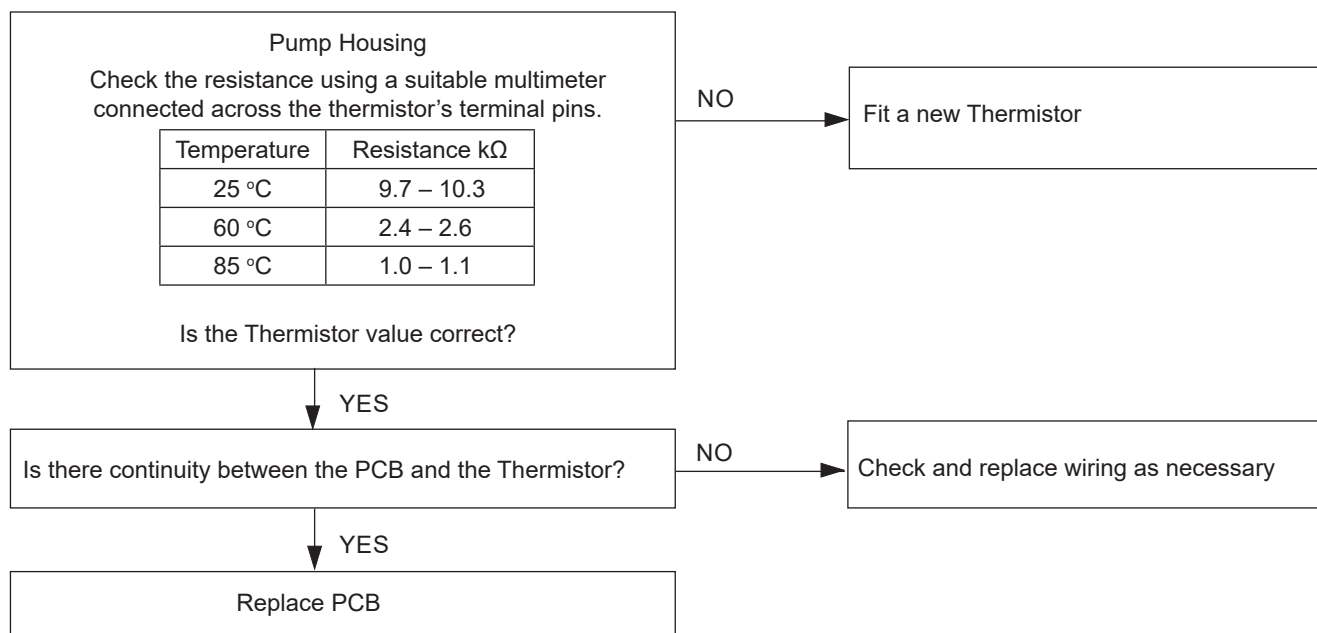 Pump Housing
Check the resistance using a suitable multimeter
connected across the thermistor’s terminal pins.
Temperature Resistance kΩ
25 °C 9.7 – 10.3
60 °C 2.4 – 2.6
85 °C 1.0 – 1.1
Is the Thermistor value correct?
NO
Fit a new Thermistor
YES
Is there continuity between the PCB and the Thermistor?
NO
Check and replace wiring as necessary
YES
Replace PCB